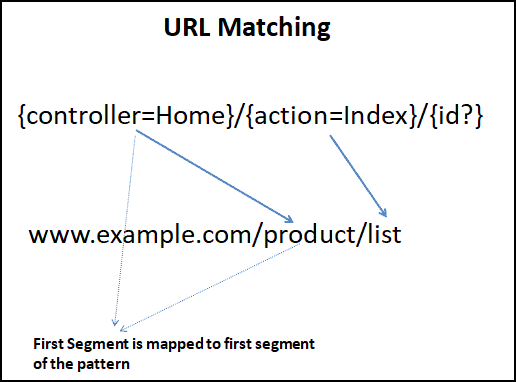 URL Matching
{controller=Home}/{action=Index}/{id?}
www.example.com/product/list
First Segment is mapped to first segment
of the pattern